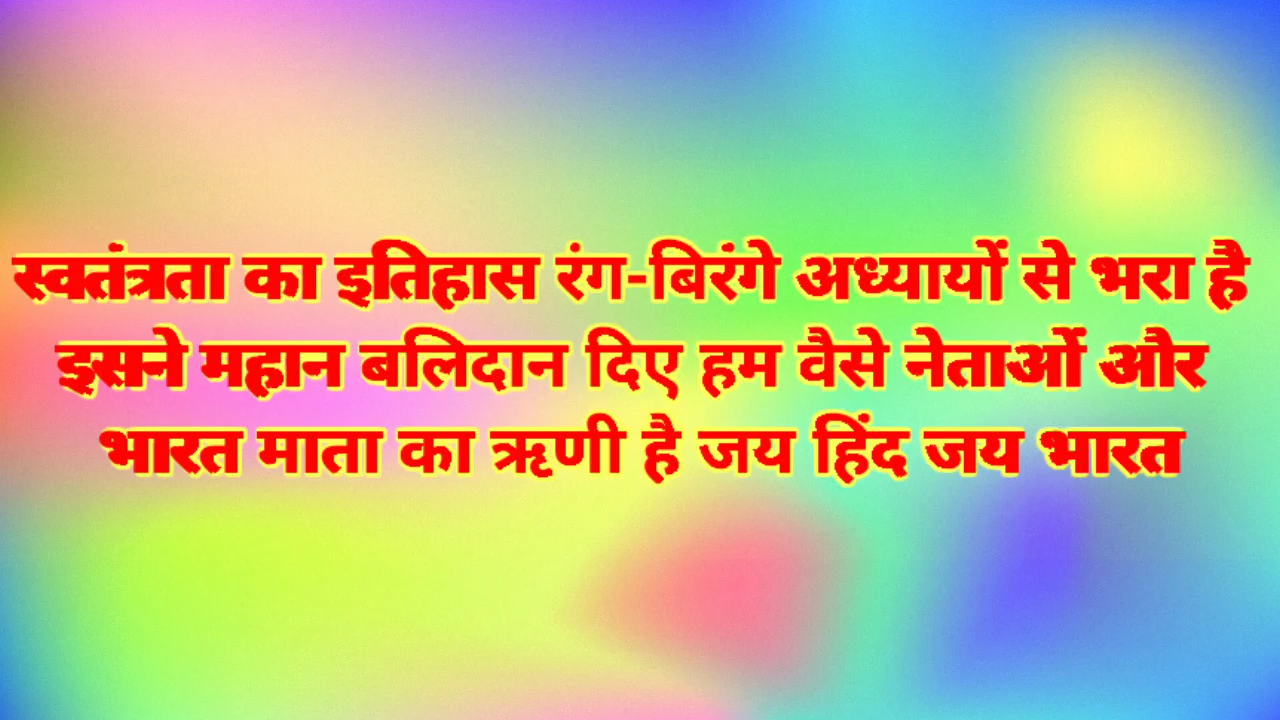 स्वतंत्रता का इतिहास रंग-बिरंगे अध्यायों से भरा है
इसने महान बलिदान दिए हम वैसे नेताओं और
भारत माता का ऋणी है जय हिंद जय भारत